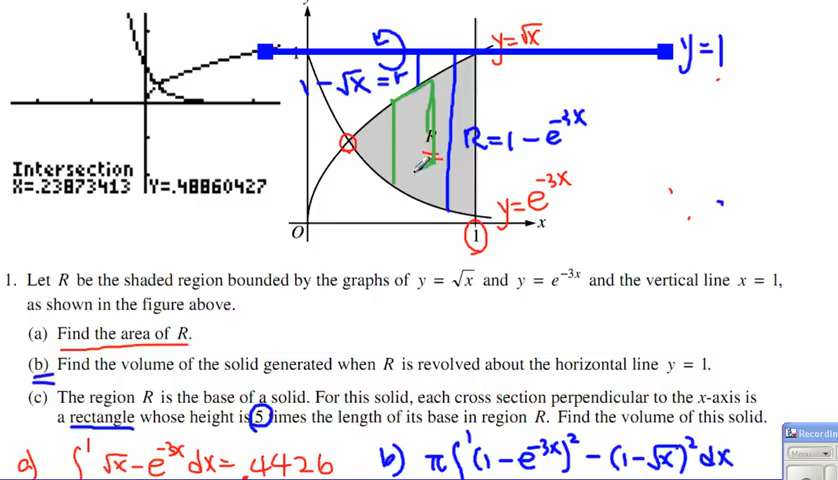 y
y=√x
1
y=1
1-√x=r
R
R=1-e^-3x
Intersection
X=.23873413 Y=.48860427
y=e^-3x
O
1
x
1. Let R be the shaded region bounded by the graphs of y = √x and y = e^-3x and the vertical line x = 1,
as shown in the figure above.
(a) Find the area of R.
(b) Find the volume of the solid generated when R is revolved about the horizontal line y = 1.
(c) The region R is the base of a solid. For this solid, each cross section perpendicular to the x-axis is
a rectangle whose height is 5 times the length of its base in region R. Find the volume of this solid.
a) ∫^1 √x-e^-3x dx=.4426 b) π∫^1 (1-e^-3x)^2-(1-√x)^2 dx
Recordin
Menu